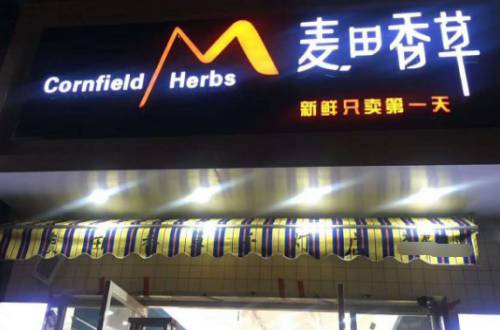 Cornfield Herbs
麦田香草
新鲜只卖第一天